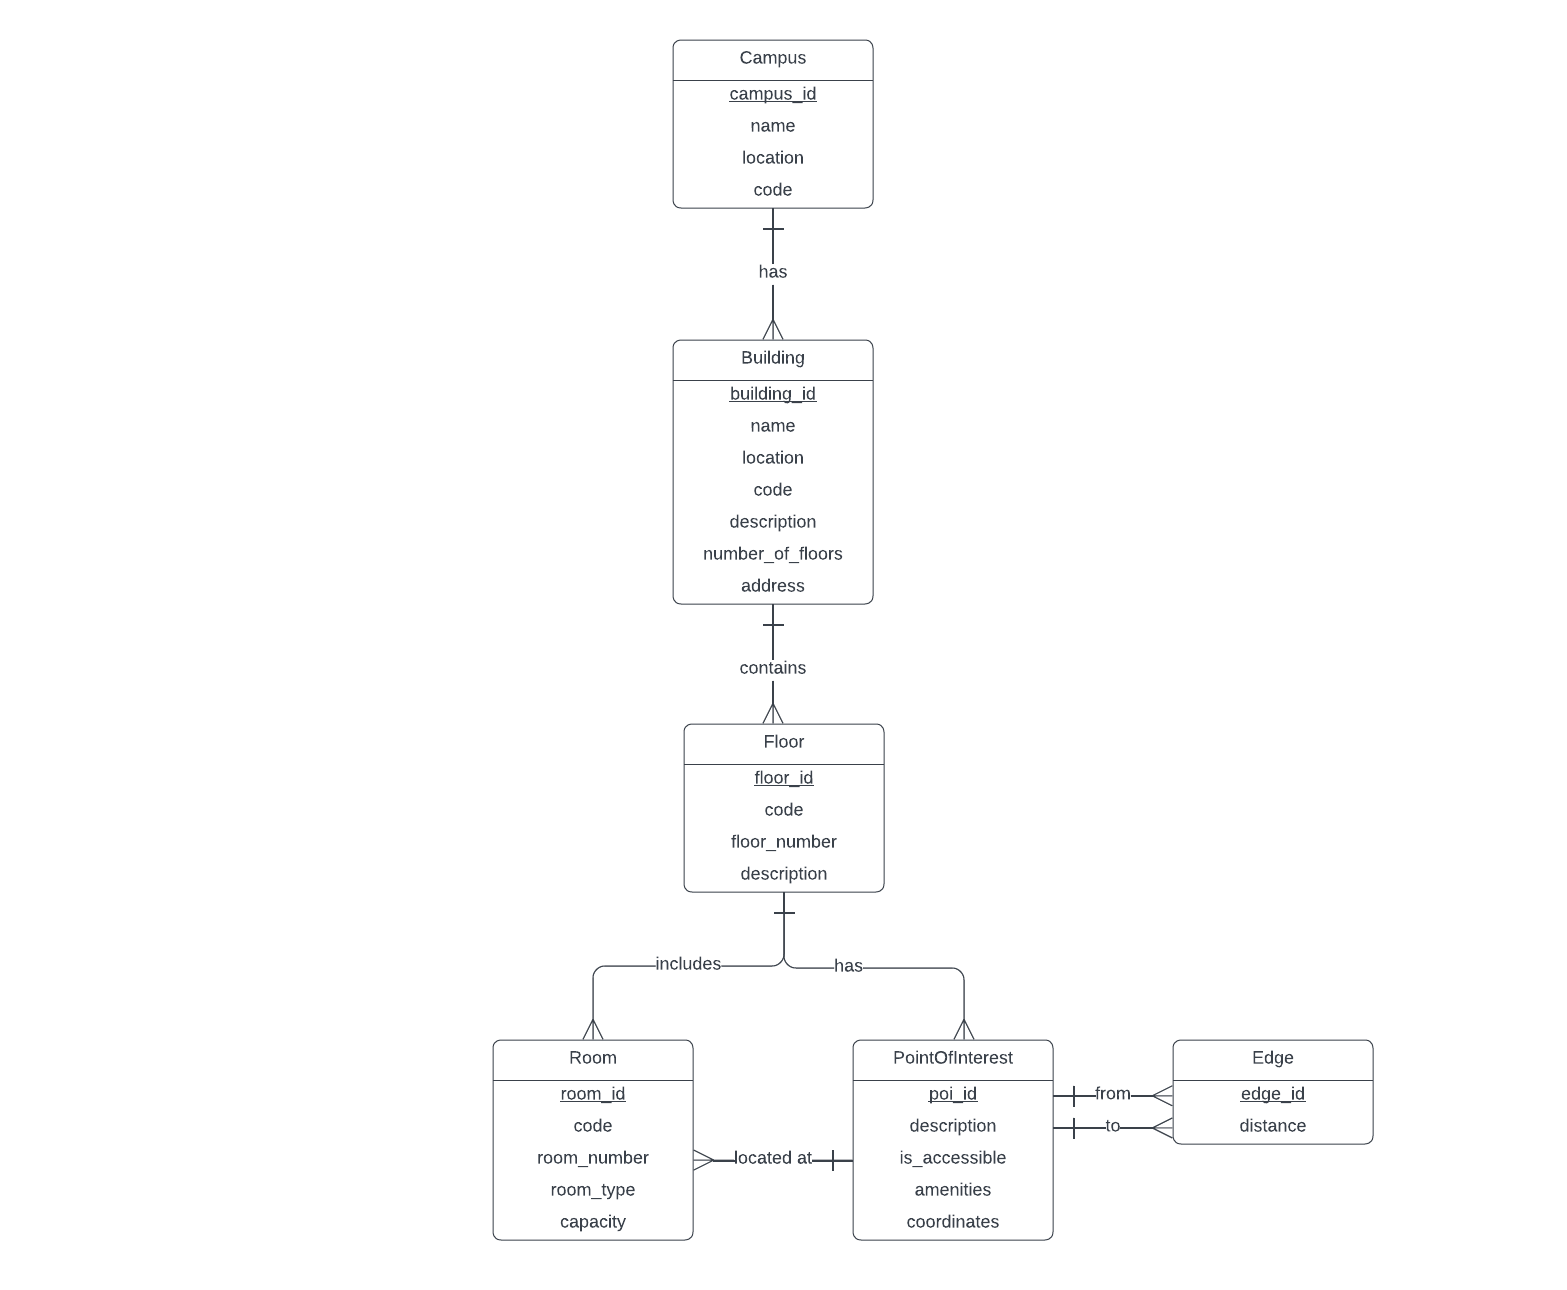 Campus
campus_id
name
location
code
has
Building
building_id
name
location
code
description
number_of_floors
address
contains
Floor
floor_id
code
floor_number
description
includes
has
Room
room_id
code
room_number
room_type
capacity
located at
PointOfInterest
poi_id
description
is_accessible
amenities
coordinates
from
to
Edge
edge_id
distance